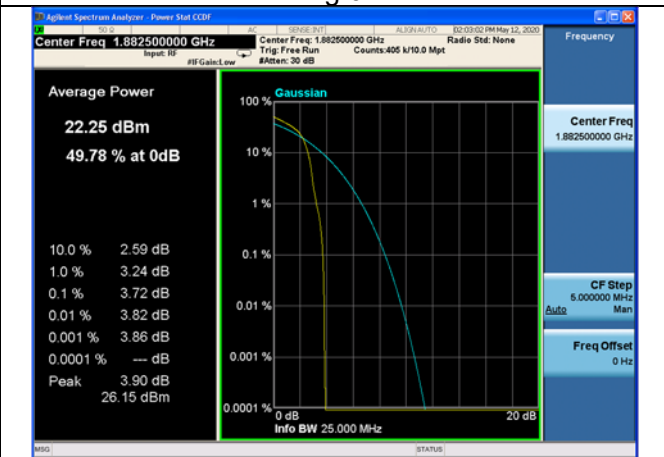 Agilent Spectrum Analyzer - Power Stat CCDF
50 Ω AC SENSE:INT ALIGN AUTO 02:03:02 PM May 12, 2020
Center Freq 1.882500000 GHz
Input: RF
#IFGain:Low
Center Freq: 1.882500000 GHz
Trig: Free Run Counts:405 k/10.0 Mpt
#Atten: 30 dB
Radio Std: None
Frequency
Average Power
22.25 dBm
49.78 % at 0dB
10.0 % 2.59 dB
1.0 % 3.24 dB
0.1 % 3.72 dB
0.01 % 3.82 dB
0.001 % 3.86 dB
0.0001 % --- dB
Peak 3.90 dB
26.15 dBm
Gaussian
100 %
10 %
1 %
0.1 %
0.01 %
0.001 %
0.0001 %
0 dB 20 dB
Info BW 25.000 MHz
Center Freq
1.882500000 GHz
CF Step
5.000000 MHz
Auto Man
Freq Offset
0 Hz
MSG STATUS